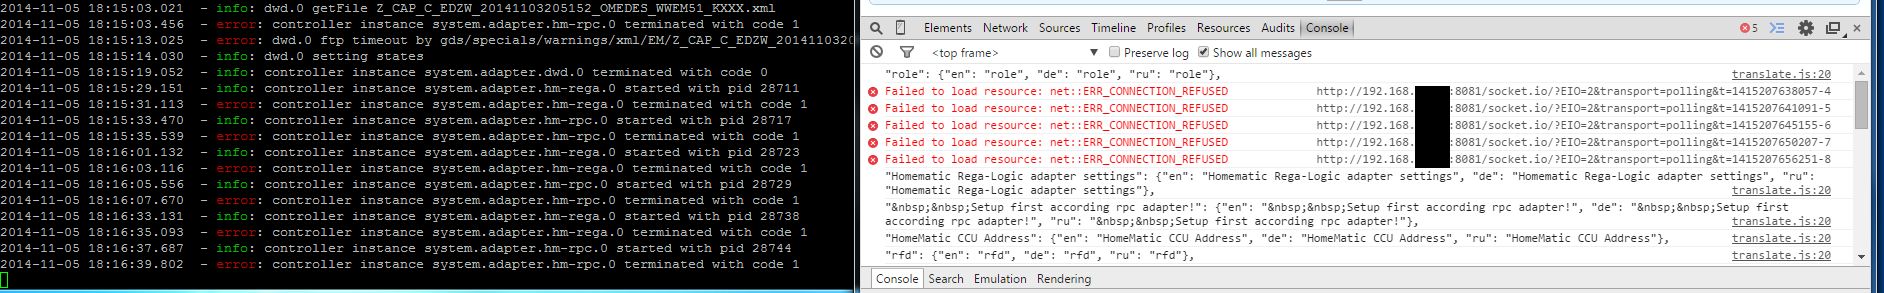 2014-11-05 18:15:03.021  - info: dwd.0 getFile Z_CAP_C_EDZW_20141103205152_OMEDES_WWEM51_KXXX.xml
2014-11-05 18:15:03.456  - error: controller instance system.adapter.hm-rpc.0 terminated with code 1
2014-11-05 18:15:13.025  - error: dwd.0 ftp timeout by gds/specials/warnings/xml/EM/Z_CAP_C_EDZW_2014110320
2014-11-05 18:15:14.030  - info: dwd.0 setting states
2014-11-05 18:15:19.052  - info: controller instance system.adapter.dwd.0 terminated with code 0
2014-11-05 18:15:29.151  - info: controller instance system.adapter.hm-rega.0 started with pid 28711
2014-11-05 18:15:31.113  - error: controller instance system.adapter.hm-rega.0 terminated with code 1
2014-11-05 18:15:33.470  - info: controller instance system.adapter.hm-rpc.0 started with pid 28717
2014-11-05 18:15:35.539  - error: controller instance system.adapter.hm-rpc.0 terminated with code 1
2014-11-05 18:16:01.132  - info: controller instance system.adapter.hm-rega.0 started with pid 28723
2014-11-05 18:16:03.116  - error: controller instance system.adapter.hm-rega.0 terminated with code 1
2014-11-05 18:16:05.556  - info: controller instance system.adapter.hm-rpc.0 started with pid 28729
2014-11-05 18:16:07.670  - error: controller instance system.adapter.hm-rpc.0 terminated with code 1
2014-11-05 18:16:33.131  - info: controller instance system.adapter.hm-rega.0 started with pid 28738
2014-11-05 18:16:35.093  - error: controller instance system.adapter.hm-rega.0 terminated with code 1
2014-11-05 18:16:37.687  - info: controller instance system.adapter.hm-rpc.0 started with pid 28744
2014-11-05 18:16:39.802  - error: controller instance system.adapter.hm-rpc.0 terminated with code 1
Elements Network Sources Timeline Profiles Resources Audits Console 5
<top frame> Preserve log Show all messages
"role": {"en": "role", "de": "role", "ru": "role"}, translate.js:20
Failed to load resource: net::ERR_CONNECTION_REFUSED http://192.168. :8081/socket.io/?EIO=2&transport=polling&t=1415207638057-4
Failed to load resource: net::ERR_CONNECTION_REFUSED http://192.168. :8081/socket.io/?EIO=2&transport=polling&t=1415207641091-5
Failed to load resource: net::ERR_CONNECTION_REFUSED http://192.168. :8081/socket.io/?EIO=2&transport=polling&t=1415207645155-6
Failed to load resource: net::ERR_CONNECTION_REFUSED http://192.168. :8081/socket.io/?EIO=2&transport=polling&t=1415207650207-7
Failed to load resource: net::ERR_CONNECTION_REFUSED http://192.168. :8081/socket.io/?EIO=2&transport=polling&t=1415207656251-8
"Homematic Rega-Logic adapter settings": {"en": "Homematic Rega-Logic adapter settings", "de": "Homematic Rega-Logic adapter settings", "ru":
"Homematic Rega-Logic adapter settings"}, translate.js:20
"&nbsp;&nbsp;Setup first according rpc adapter!": {"en": "&nbsp;&nbsp;Setup first according rpc adapter!", "de": "&nbsp;&nbsp;Setup first
according rpc adapter!", "ru": "&nbsp;&nbsp;Setup first according rpc adapter!"}, translate.js:20
"HomeMatic CCU Address": {"en": "HomeMatic CCU Address", "de": "HomeMatic CCU Address", "ru": "HomeMatic CCU Address"}, translate.js:20
"rfd": {"en": "rfd", "de": "rfd", "ru": "rfd"}, translate.js:20
Console Search Emulation Rendering